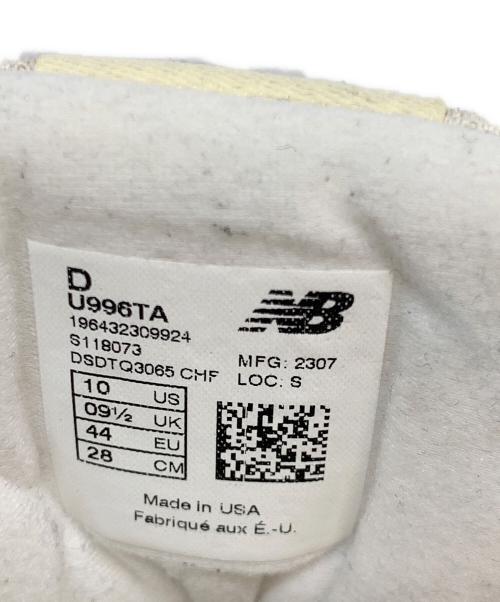 D
U996TA
196432309924
S118073
DSDTQ3065 CHF
10 US
09½ UK
44 EU
28 CM
NB
MFG: 2307
LOC: S
Made in USA
Fabriqué aux É.-U.